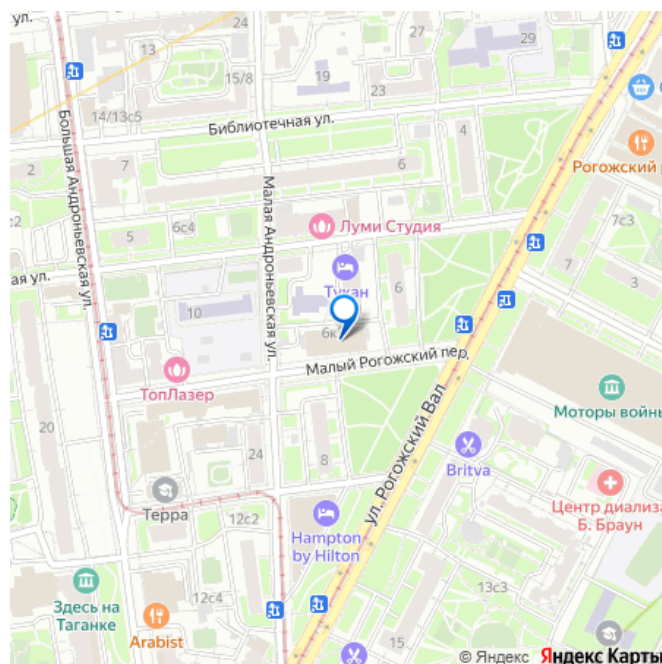 24
13
15/8
29
19
23
14/13с5
Библиотечная ул.
4
2
7
6
Рогожский р
Большая Андроньевская ул.
Малая Андроньевская ул.
6с4
5
Луми Студия
7с3
ая ул.
Тукан
3
7
10
6
6к
Малый Рогожский пер.
ТопЛазер
Моторы войны
20
ул. Рогожский Вал
24
8
Britva
Терра
12с2
Hampton
by Hilton
Центр диализа
Б. Браун
13с3
Здесь на
Таганке
12с4
Arabist
15
© Яндекс Яндекс Карты